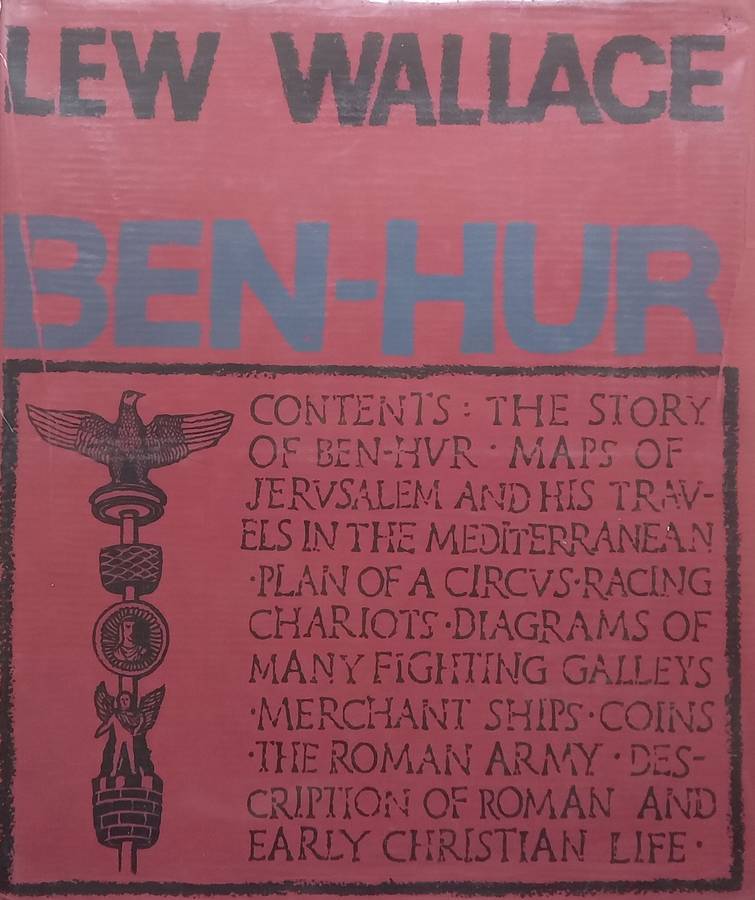 LEW WALLACE
BEN-HUR
CONTENTS : THE STORY
OF BEN-HVR · MAPS OF
JERVSALEM AND HIS TRAV-
ELS IN THE MEDITERRANEAN
·PLAN OF A CIRCVS·RACING
CHARIOTS·DIAGRAMS OF
MANY FIGHTING GALLEYS
·MERCHANT SHIPS·COINS
·THE ROMAN ARMY · DES-
CRIPTION OF ROMAN AND
EARLY CHRISTIAN LIFE·